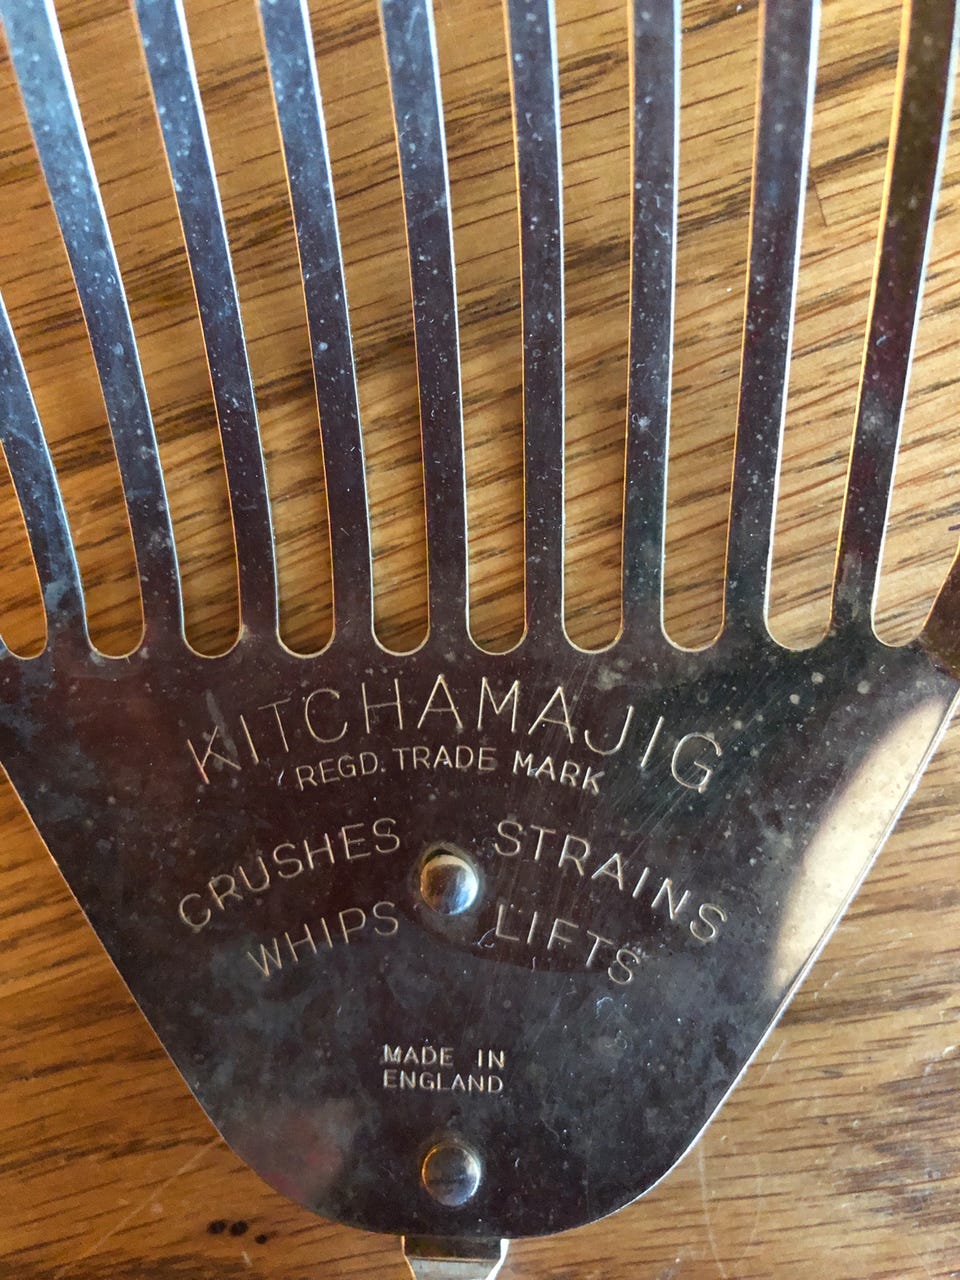 KITCHAMAJIG
REGD. TRADE MARK
CRUSHES STRAINS
WHIPS LIFTS
MADE IN
ENGLAND